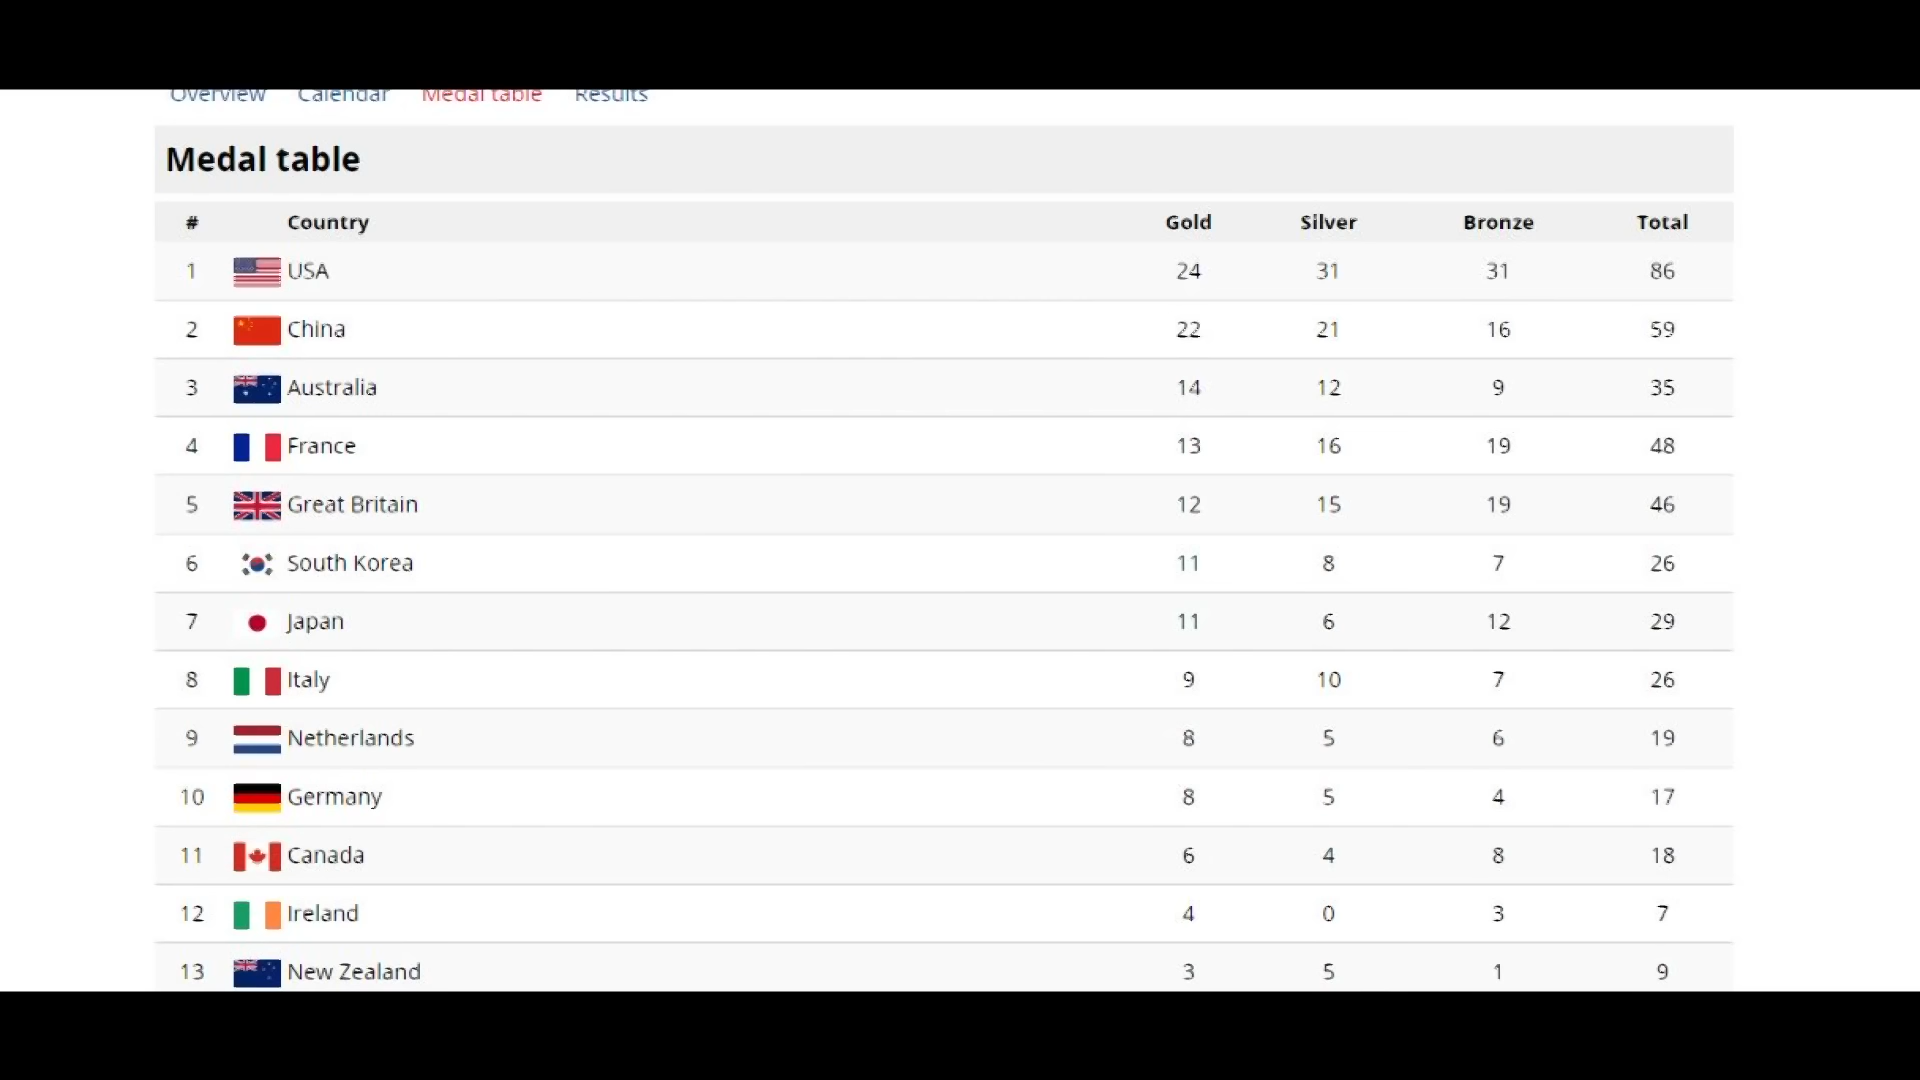 Overview Calendar Medal table Results
Medal table
# Country Gold Silver Bronze Total
1 USA 24 31 31 86
2 China 22 21 16 59
3 Australia 14 12 9 35
4 France 13 16 19 48
5 Great Britain 12 15 19 46
6 South Korea 11 8 7 26
7 Japan 11 6 12 29
8 Italy 9 10 7 26
9 Netherlands 8 5 6 19
10 Germany 8 5 4 17
11 Canada 6 4 8 18
12 Ireland 4 0 3 7
13 New Zealand 3 5 1 9